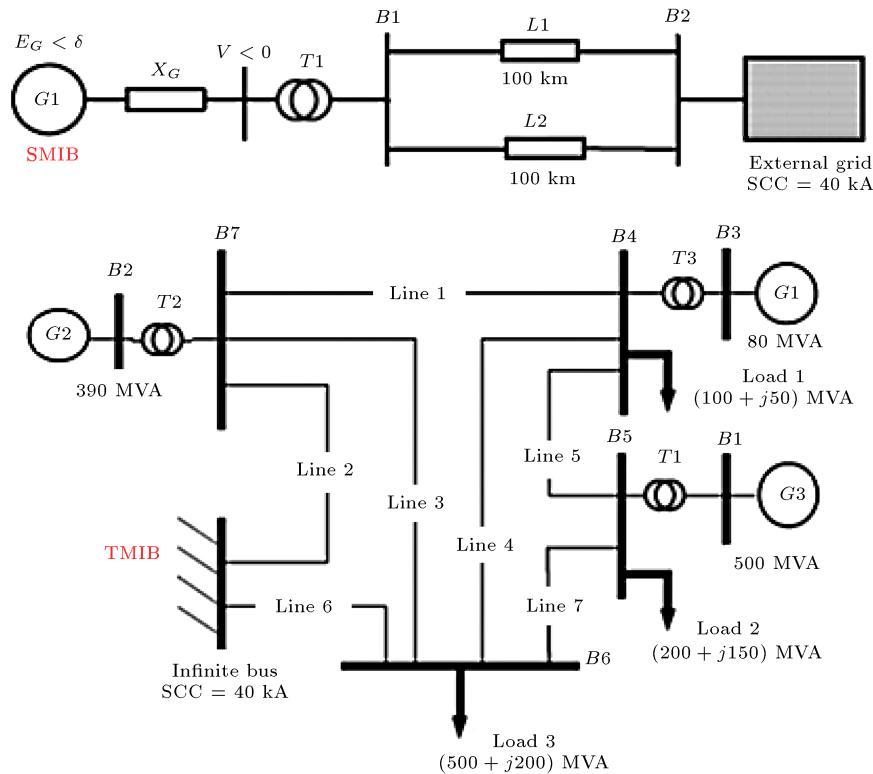 E_G < δ
G1
SMIB
X_G
V < 0
T1
B1
L1
100 km
L2
100 km
B2
External grid
SCC = 40 kA
B7
B2
T2
G2
390 MVA
Line 1
B4
T3
B3
G1
80 MVA
Load 1
(100 + j50) MVA
Line 2
Line 3
Line 4
Line 5
B5
T1
B1
G3
500 MVA
TMIB
Line 6
Line 7
Load 2
(200 + j150) MVA
Infinite bus
SCC = 40 kA
B6
Load 3
(500 + j200) MVA